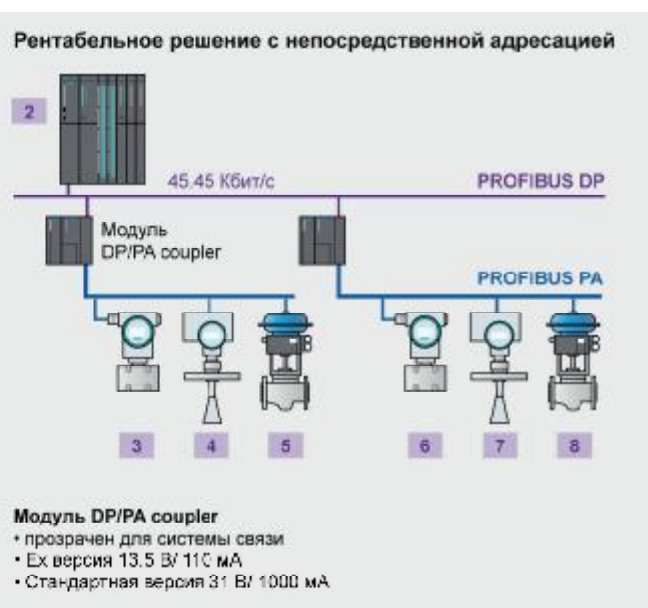 Рентабельное решение с непосредственной адресацией
2
45.45 Кбит/с
PROFIBUS DP
Модуль
DP/PA coupler
PROFIBUS PA
3 4 5 6 7 8
Модуль DP/PA coupler
• прозрачен для системы связи
• Ex версия 13.5 В/ 110 мА
• Стандартная версия 31 В/ 1000 мА